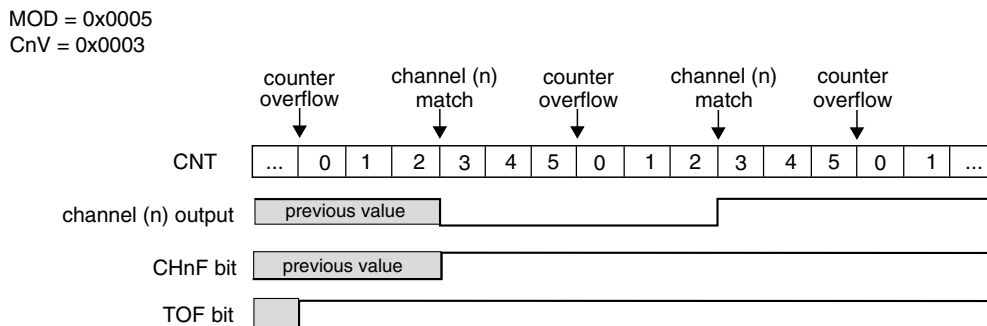 MOD = 0x0005
CnV = 0x0003
counter
overflow
channel (n)
match
counter
overflow
channel (n)
match
counter
overflow
CNT ... 0 1 2 3 4 5 0 1 2 3 4 5 0 1 ...
channel (n) output previous value
CHnF bit previous value
TOF bit